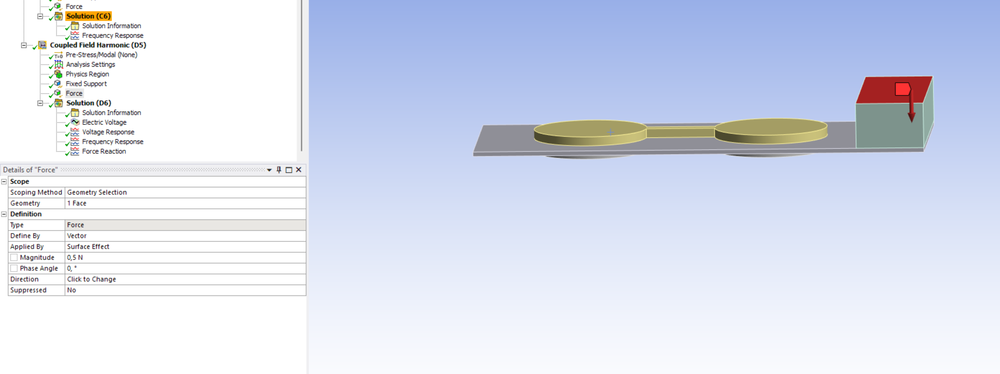 Force
Solution (C6)
Solution Information
Frequency Response
Coupled Field Harmonic (D5)
T=0 Pre-Stress/Modal (None)
Analysis Settings
Physics Region
Fixed Support
Force
Solution (D6)
Solution Information
Electric Voltage
Voltage Response
Frequency Response
Force Reaction
Details of "Force"
Scope
Scoping Method Geometry Selection
Geometry 1 Face
Definition
Type Force
Define By Vector
Applied By Surface Effect
Magnitude 0,5 N
Phase Angle 0, °
Direction Click to Change
Suppressed No